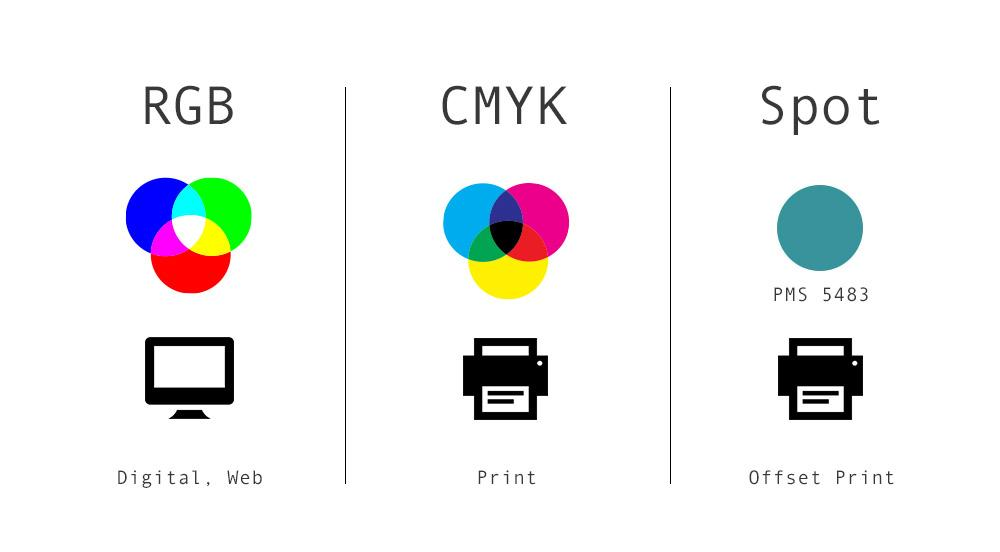 RGB
CMYK
Spot
PMS 5483
Digital, Web
Print
Offset Print